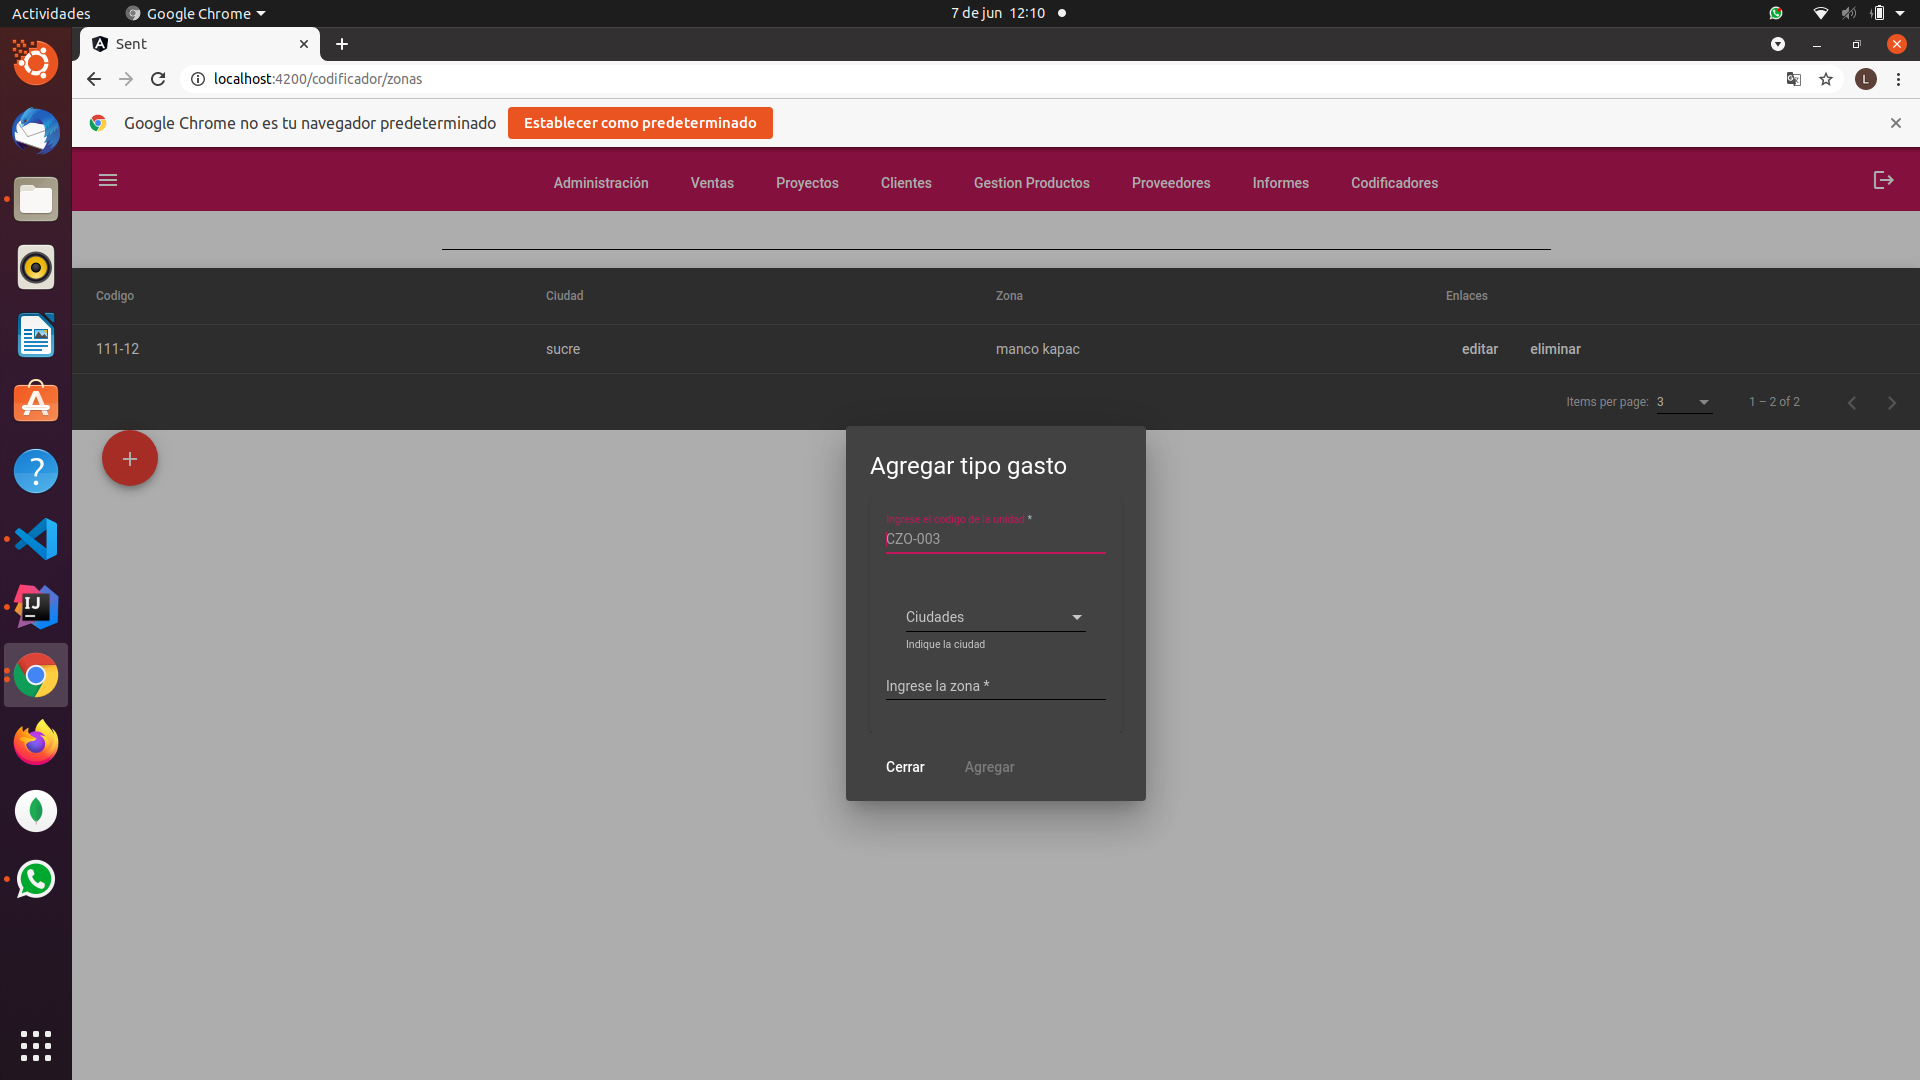 Actividades
Google Chrome
7 de jun 12:10
Sent
localhost:4200/codificador/zonas
L
Google Chrome no es tu navegador predeterminado
Establecer como predeterminado
Administración
Ventas
Proyectos
Clientes
Gestion Productos
Proveedores
Informes
Codificadores
Codigo
Ciudad
Zona
Enlaces
111-12
sucre
manco kapac
editar
eliminar
Items per page:
3
1 – 2 of 2
Agregar tipo gasto
Ingrese el codigo de la unidad *
CZO-003
Ciudades
Indique la ciudad
Ingrese la zona *
Cerrar
Agregar
IJ